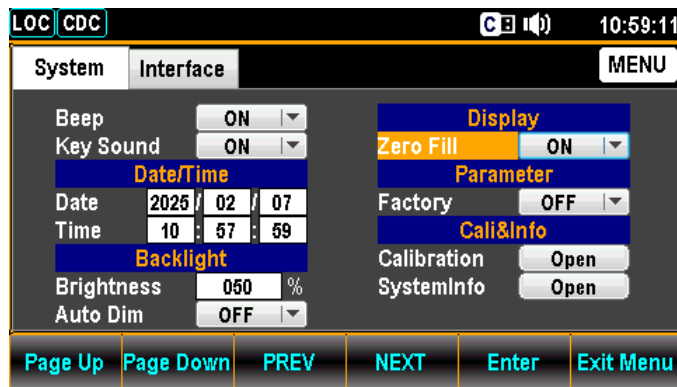 LOC CDC C 10:59:11
System Interface MENU
Beep ON
Key Sound ON
Date/Time
Date 2025 / 02 / 07
Time 10 : 57 : 59
Backlight
Brightness 050 %
Auto Dim OFF
Display
Zero Fill ON
Parameter
Factory OFF
Cali&Info
Calibration Open
SystemInfo Open
Page Up Page Down PREV NEXT Enter Exit Menu